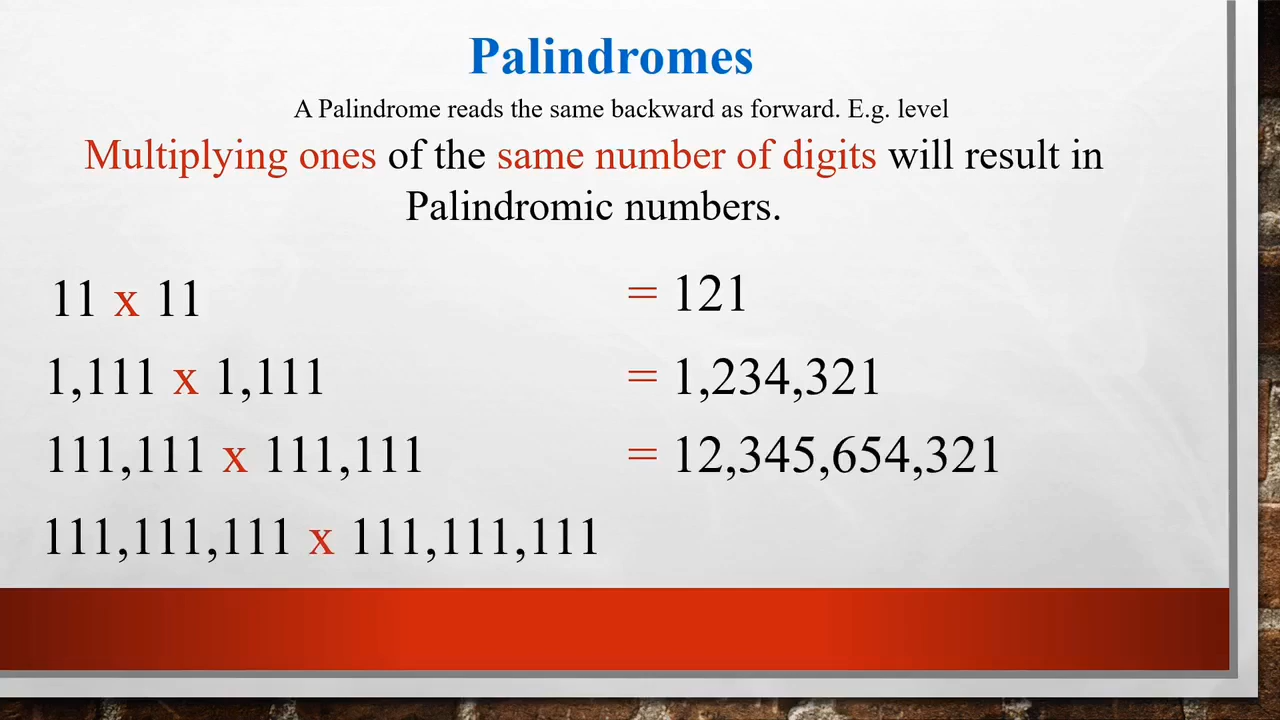 Palindromes
A Palindrome reads the same backward as forward. E.g. level
Multiplying ones of the same number of digits will result in
Palindromic numbers.
11 x 11 = 121
1,111 x 1,111 = 1,234,321
111,111 x 111,111 = 12,345,654,321
111,111,111 x 111,111,111